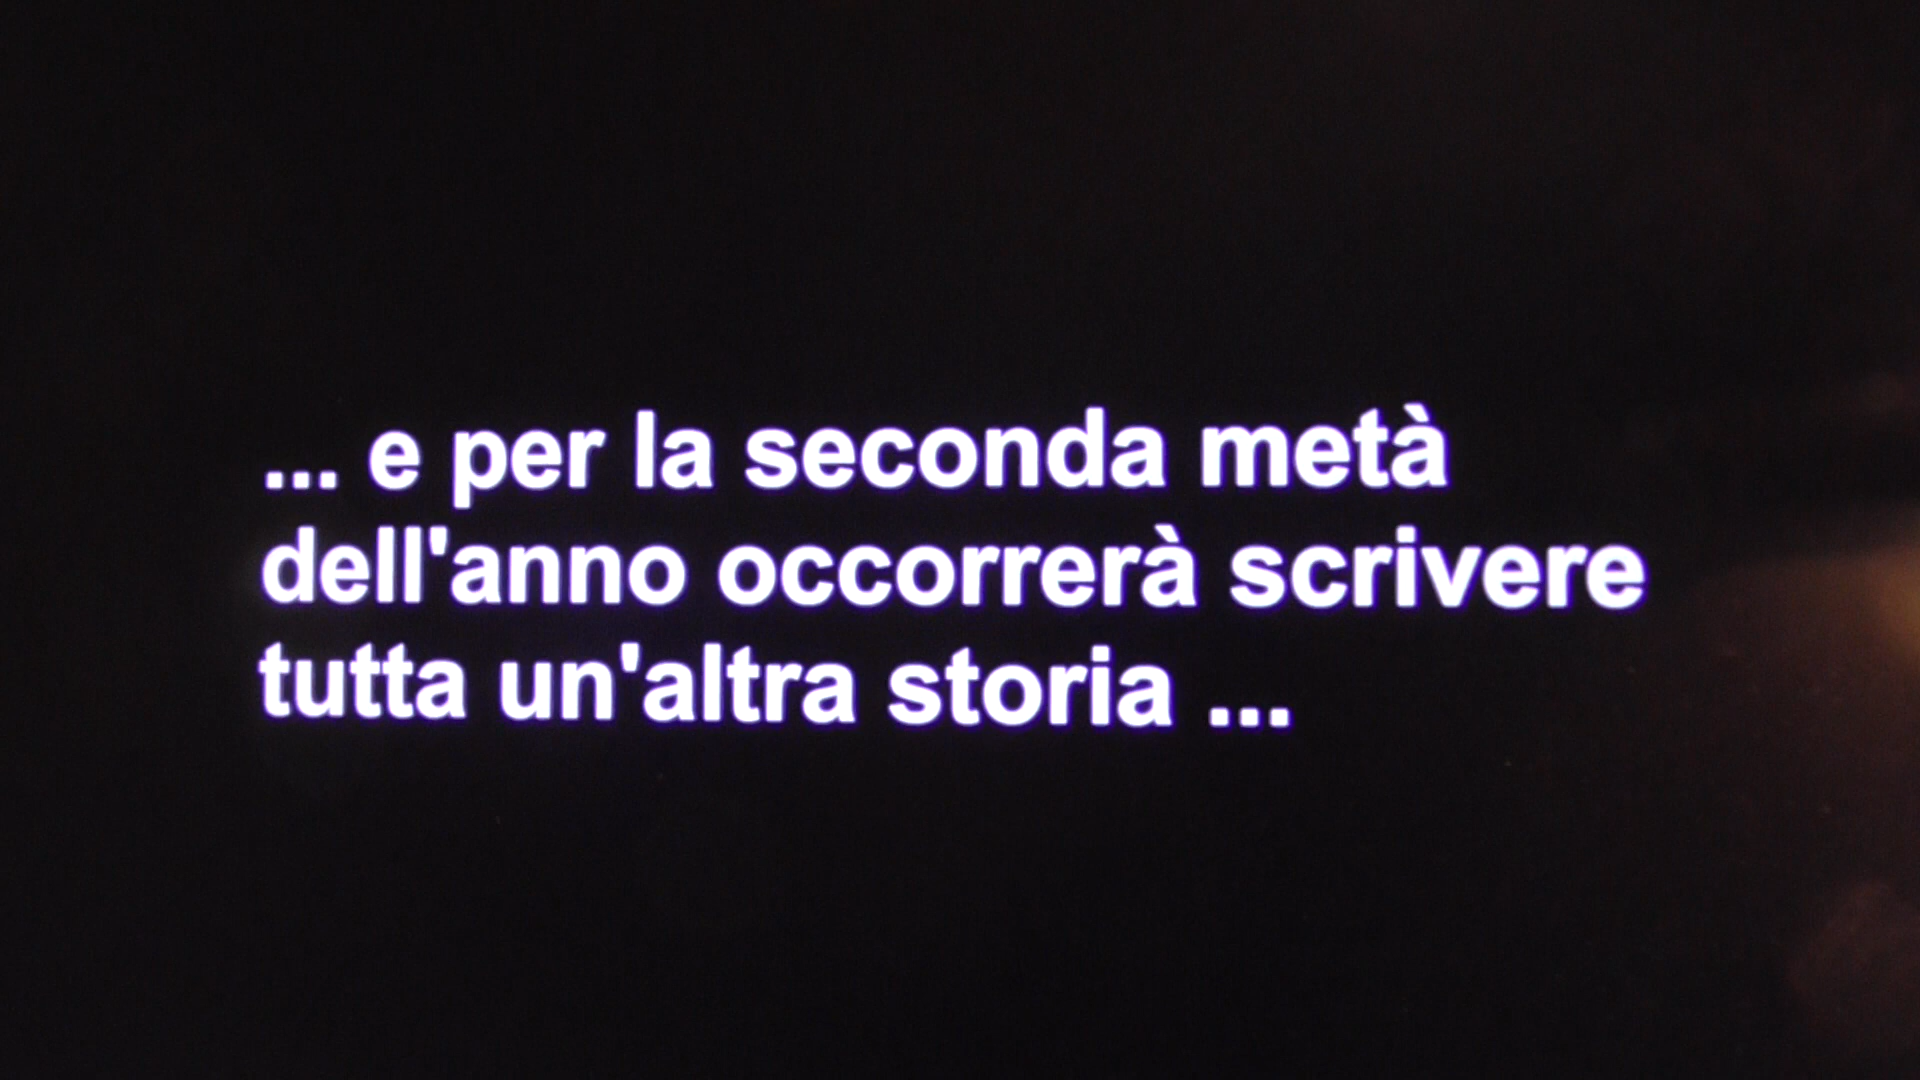 ... e per la seconda metà
dell'anno occorrerà scrivere
tutta un'altra storia ...